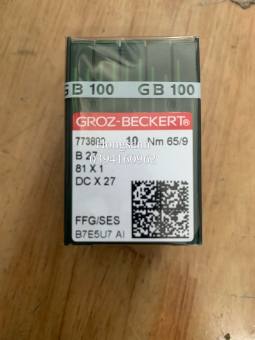 GB 100 GB 100
GROZ-BECKERT®
10 Nm 65/9
0394160962
B 27
81 X 1
DC X 27
FFG/SES
B7E5U7 AI